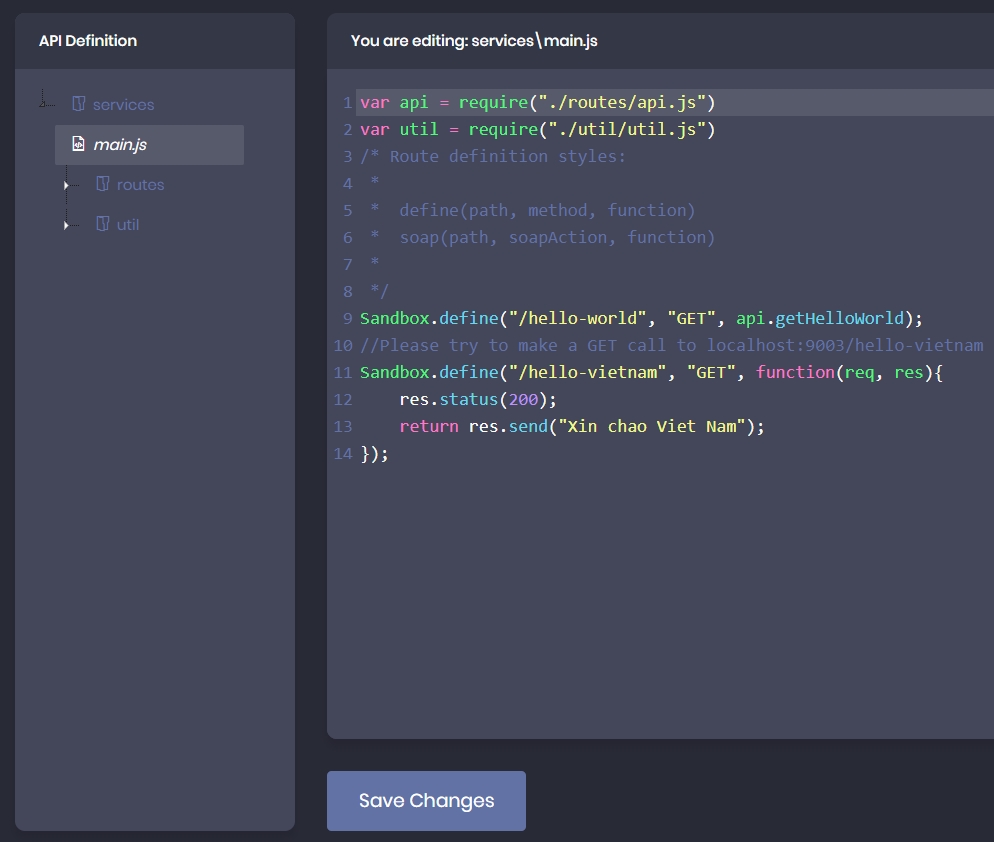 API Definition
services
main.js
routes
util
You are editing: services\main.js
1 var api = require("./routes/api.js")
2 var util = require("./util/util.js")
3 /* Route definition styles:
4  *
5  *  define(path, method, function)
6  *  soap(path, soapAction, function)
7  *
8  */
9 Sandbox.define("/hello-world", "GET", api.getHelloWorld);
10 //Please try to make a GET call to localhost:9003/hello-vietnam
11 Sandbox.define("/hello-vietnam", "GET", function(req, res){
12     res.status(200);
13     return res.send("Xin chao Viet Nam");
14 });
Save Changes